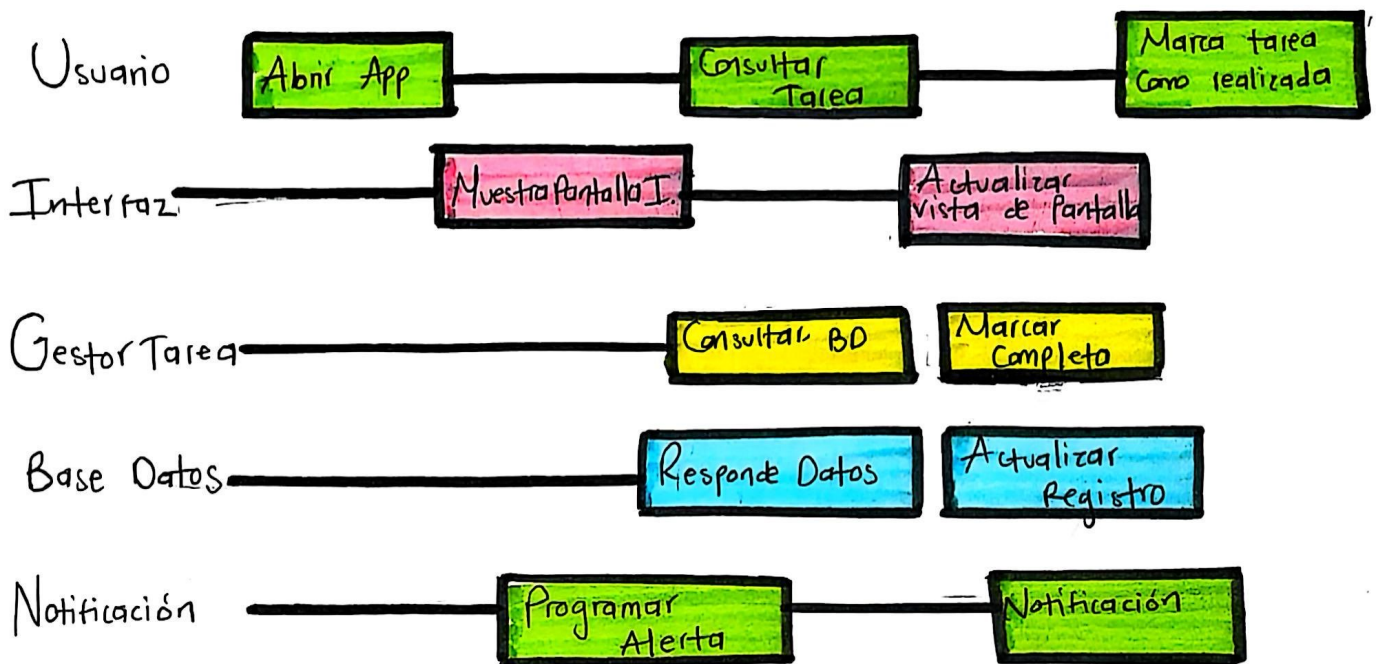 Usuario
Abrir App
Consultar
Tarea
Marca tarea
como realizada
Interfaz
Muestra Pantalla I.
Actualizar
vista de Pantalla
Gestor Tarea
Consultar BD
Marcar
Completo
Base Datos
Responde Datos
Actualizar
Registro
Notificación
Programar
Alerta
Notificación